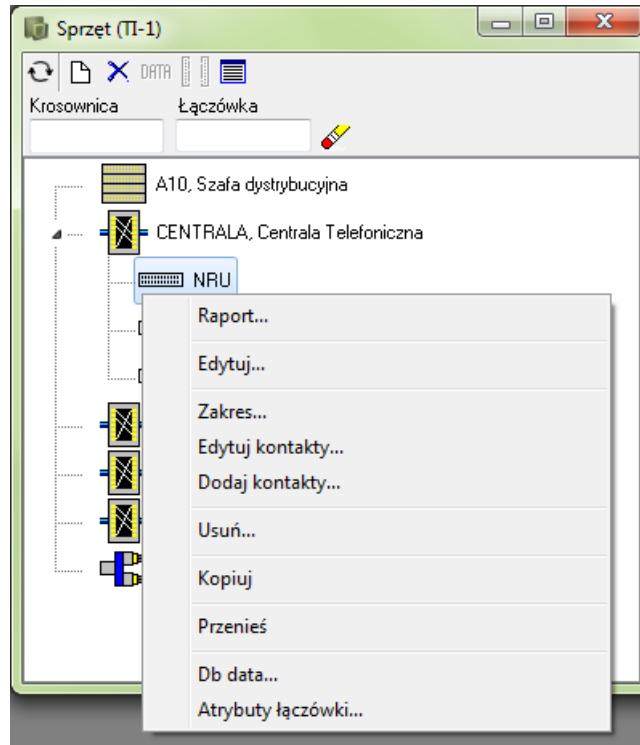 Sprzęt (TI-1)
DATA
Krosownica Łączówka
A10, Szafa dystrybucyjna
CENTRALA, Centrala Telefoniczna
NRU
Raport...
Edytuj...
Zakres...
Edytuj kontakty...
Dodaj kontakty...
Usuń...
Kopiuj
Przenieś
Db data...
Atrybuty łączówki...